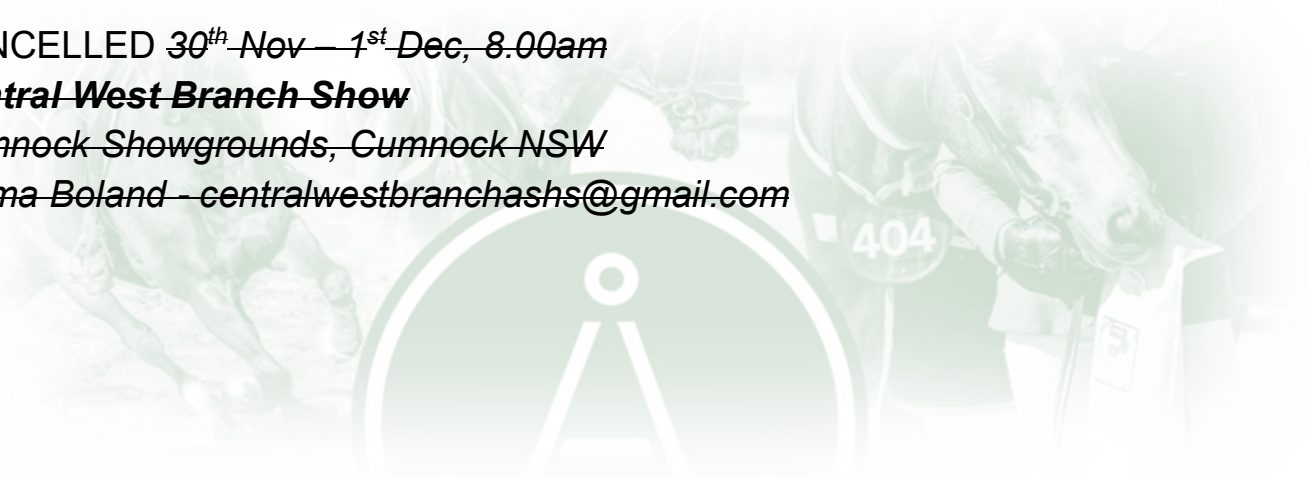 NCELLED 30th Nov – 1st Dec, 8.00am
tral West Branch Show
nnock Showgrounds, Cumnock NSW
ma Boland - centralwestbranchashs@gmail.com
404